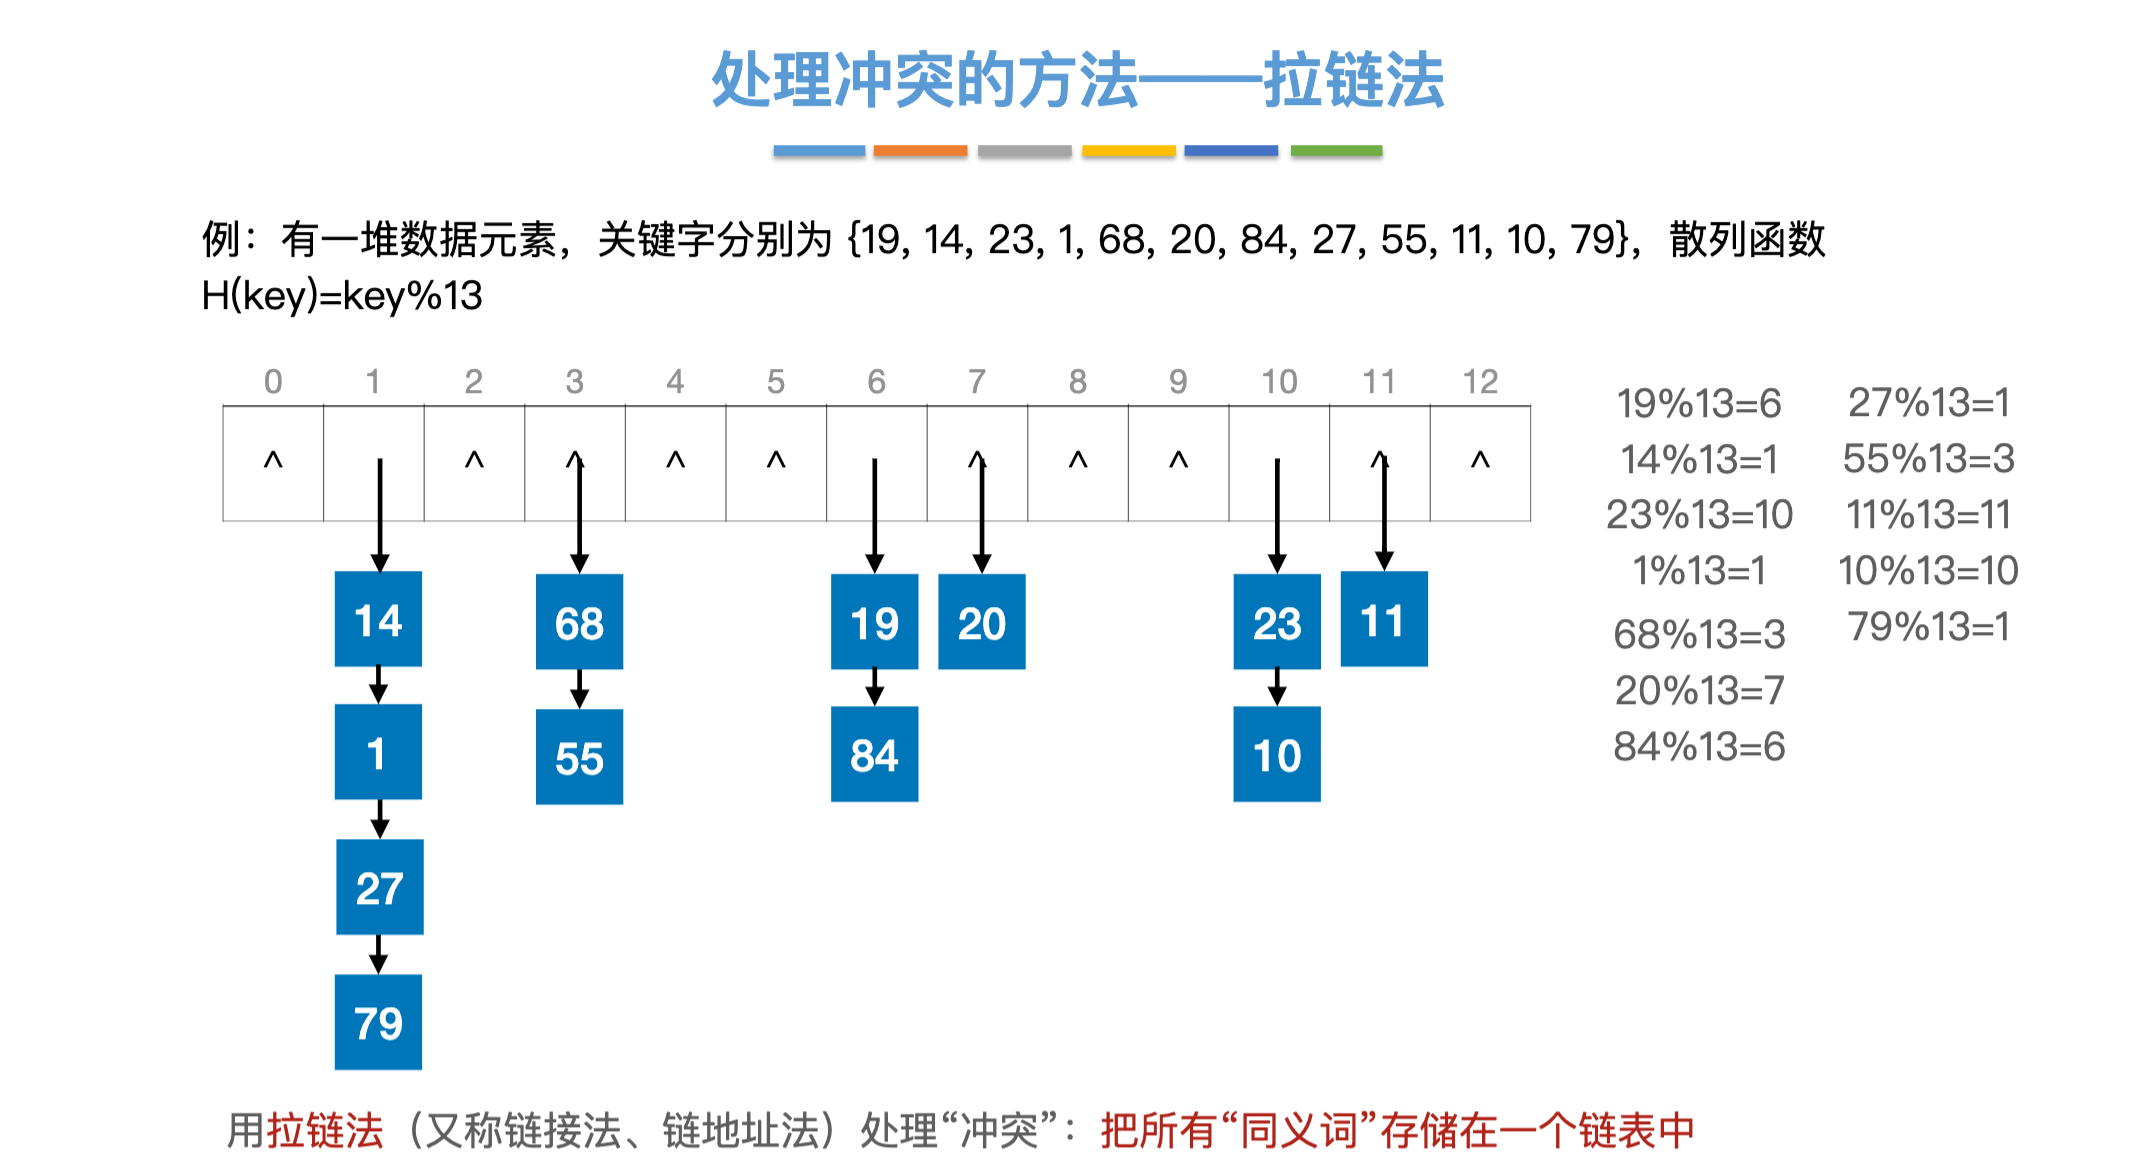 处理冲突的方法——拉链法
例：有一堆数据元素，关键字分别为 {19, 14, 23, 1, 68, 20, 84, 27, 55, 11, 10, 79}，散列函数
H(key)=key%13
0 1 2 3 4 5 6 7 8 9 10 11 12
^ ^ ^ ^ ^ ^ ^ ^ ^ ^
14 68 19 20 23 11
1 55 84 10
27
79
19%13=6
14%13=1
23%13=10
1%13=1
68%13=3
20%13=7
84%13=6
27%13=1
55%13=3
11%13=11
10%13=10
79%13=1
用拉链法（又称链接法、链地址法）处理“冲突”：把所有“同义词”存储在一个链表中